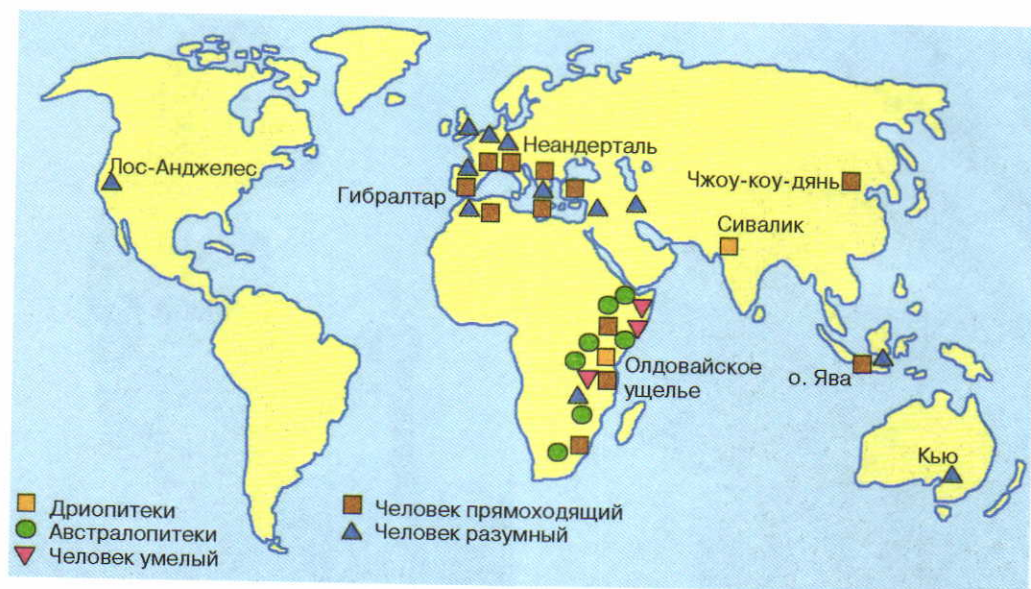 Лос-Анджелес
Неандерталь
Гибралтар
Чжоу-коу-дянь
Сивалик
Олдовайское
ущелье
о. Ява
Кью
Дриопитеки
Австралопитеки
Человек умелый
Человек прямоходящий
Человек разумный